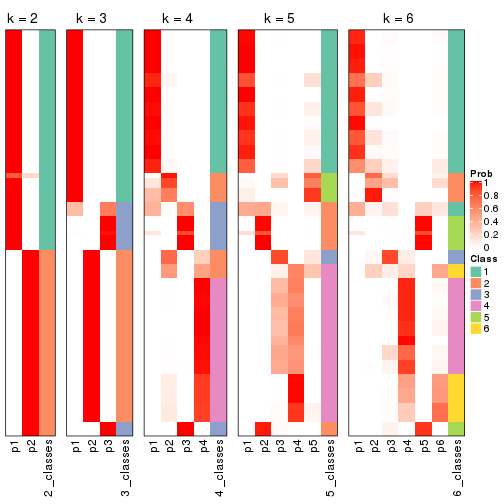 k = 2
k = 3
k = 4
k = 5
k = 6
p1
p2
2_classes
p1
p2
p3
3_classes
p1
p2
p3
p4
4_classes
p1
p2
p3
p4
p5
5_classes
p1
p2
p3
p4
p5
p6
6_classes
Prob
1
0.8
0.6
0.4
0.2
0
Class
1
2
3
4
5
6